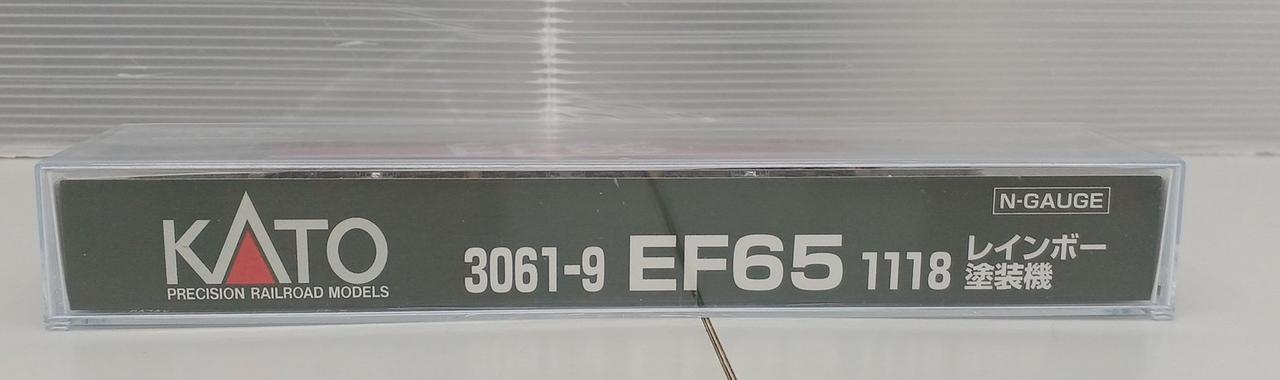 KATO
PRECISION RAILROAD MODELS
3061-9 EF65 1118 レインボー
塗装機
N-GAUGE